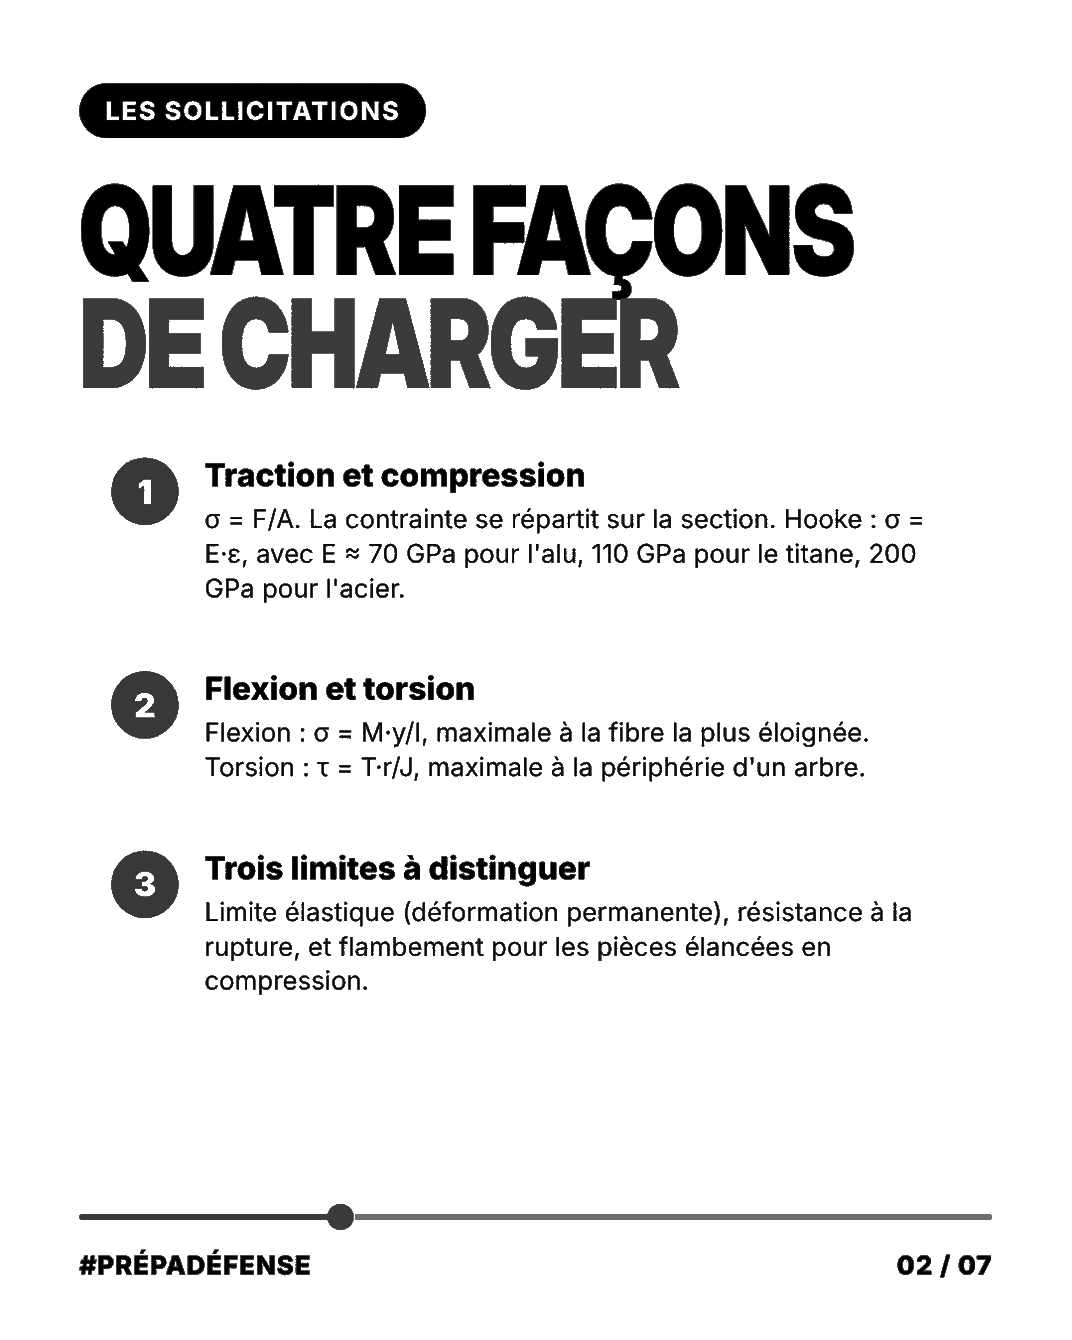 LES SOLLICITATIONS
QUATRE FAÇONS
DE CHARGER
1
Traction et compression
σ = F/A. La contrainte se répartit sur la section. Hooke : σ =
E·ε, avec E ≈ 70 GPa pour l'alu, 110 GPa pour le titane, 200
GPa pour l'acier.
2
Flexion et torsion
Flexion : σ = M·y/I, maximale à la fibre la plus éloignée.
Torsion : τ = T·r/J, maximale à la périphérie d'un arbre.
3
Trois limites à distinguer
Limite élastique (déformation permanente), résistance à la
rupture, et flambement pour les pièces élancées en
compression.
#PRÉPADÉFENSE
02 / 07